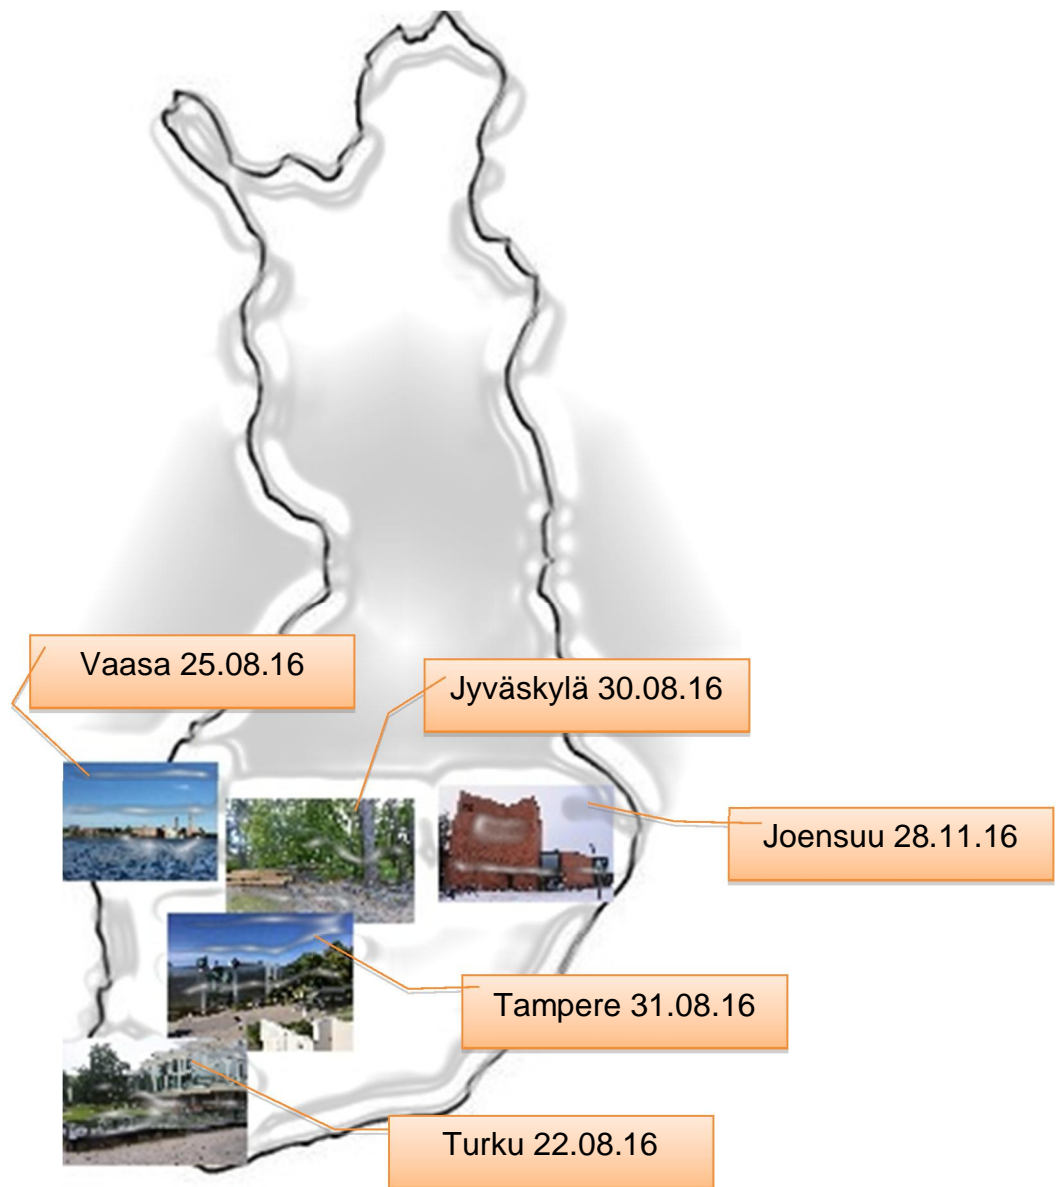 Vaasa 25.08.16
Jyväskylä 30.08.16
Joensuu 28.11.16
Tampere 31.08.16
Turku 22.08.16